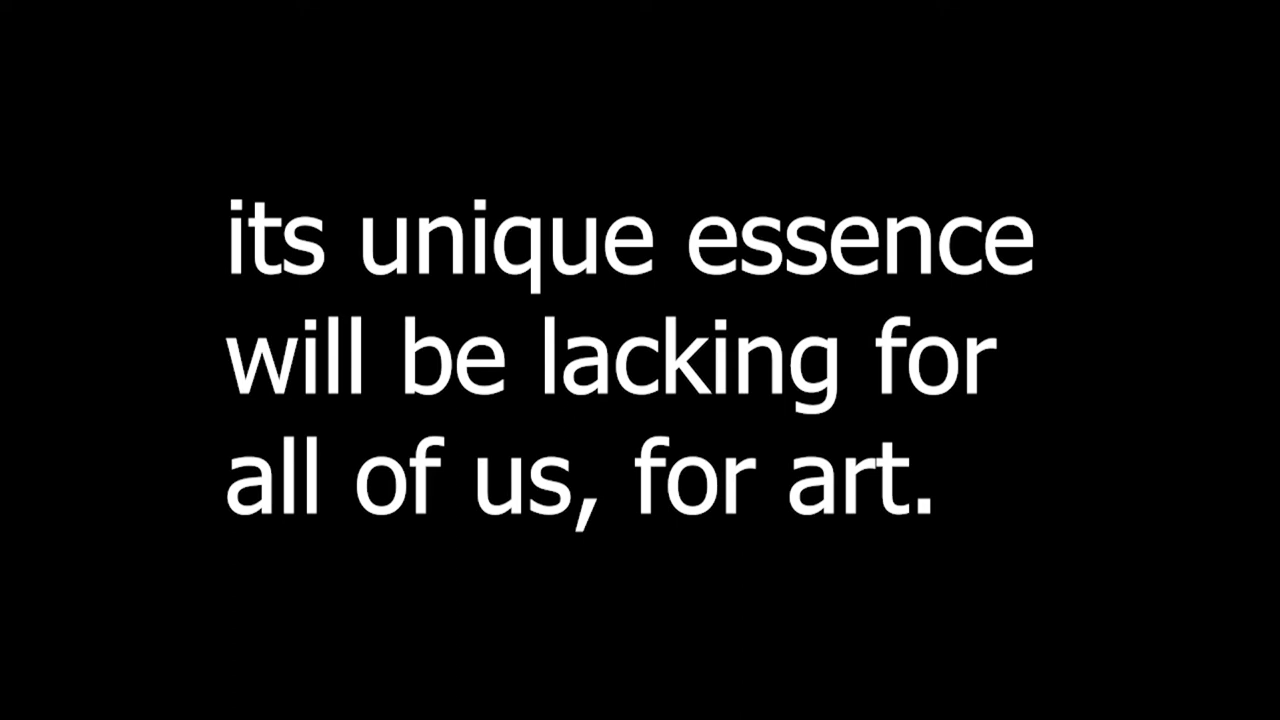 its unique essence
will be lacking for
all of us, for art.